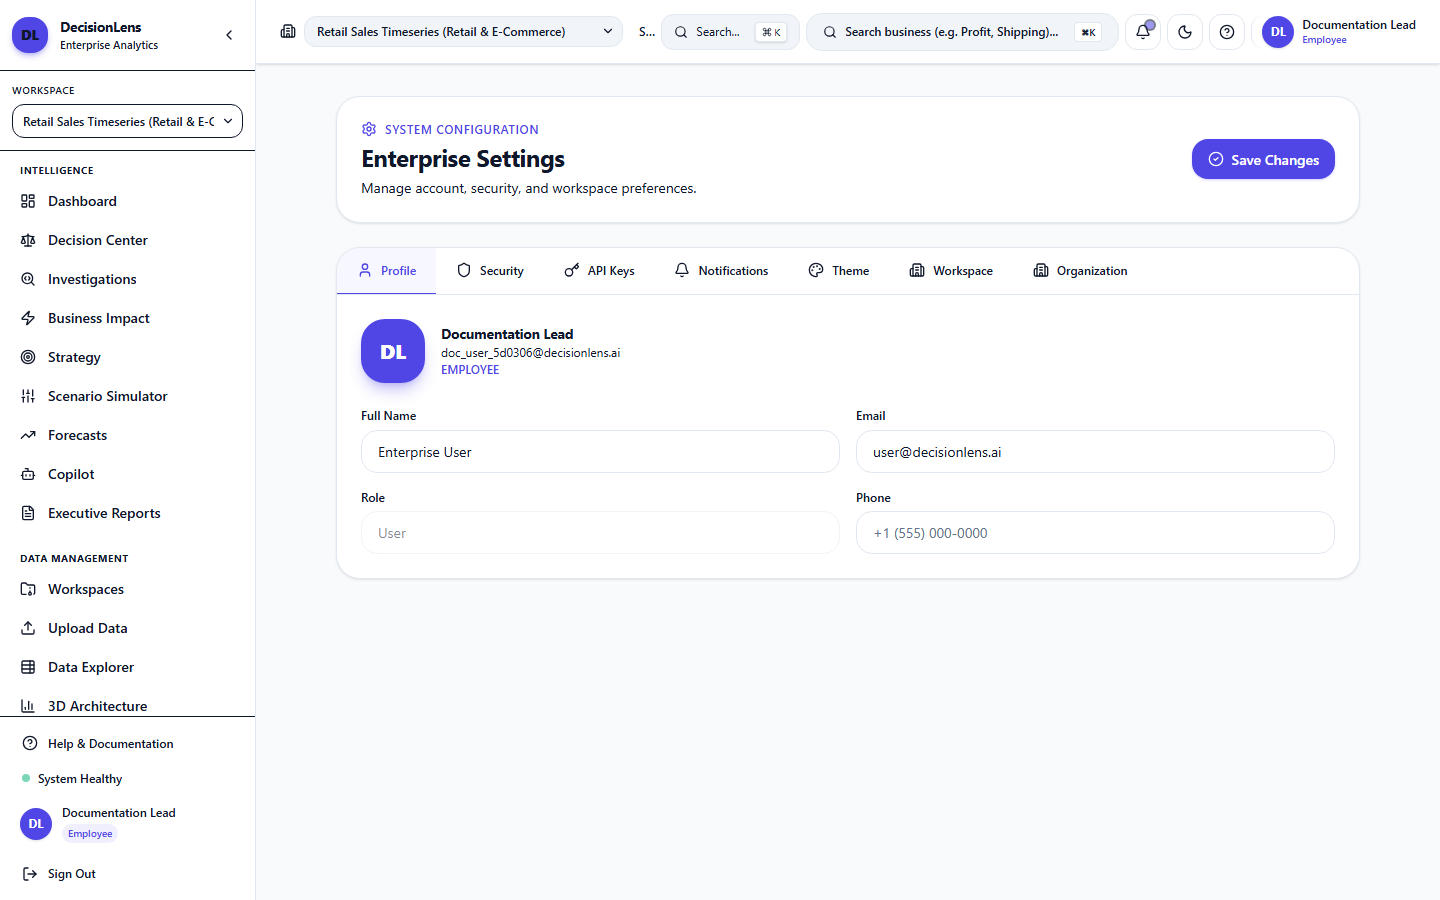 DL
DecisionLens
Enterprise Analytics
WORKSPACE
Retail Sales Timeseries (Retail & E-C
INTELLIGENCE
Dashboard
Decision Center
Investigations
Business Impact
Strategy
Scenario Simulator
Forecasts
Copilot
Executive Reports
DATA MANAGEMENT
Workspaces
Upload Data
Data Explorer
3D Architecture
Help & Documentation
System Healthy
DL
Documentation Lead
Employee
Sign Out
Retail Sales Timeseries (Retail & E-Commerce)
S...
Search...
⌘ K
Search business (e.g. Profit, Shipping)...
⌘K
DL
Documentation Lead
Employee
SYSTEM CONFIGURATION
Enterprise Settings
Manage account, security, and workspace preferences.
Save Changes
Profile
Security
API Keys
Notifications
Theme
Workspace
Organization
DL
Documentation Lead
doc_user_5d0306@decisionlens.ai
EMPLOYEE
Full Name
Enterprise User
Email
user@decisionlens.ai
Role
User
Phone
+1 (555) 000-0000